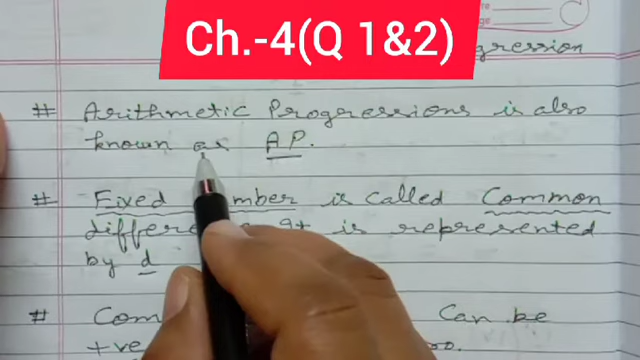 Ch.-4(Q 1&2)
gression
# Arithmetic Progressions is also
known as AP.
# Fixed mber is called Common
differe It is represented
by d
# Com Can be
+ve